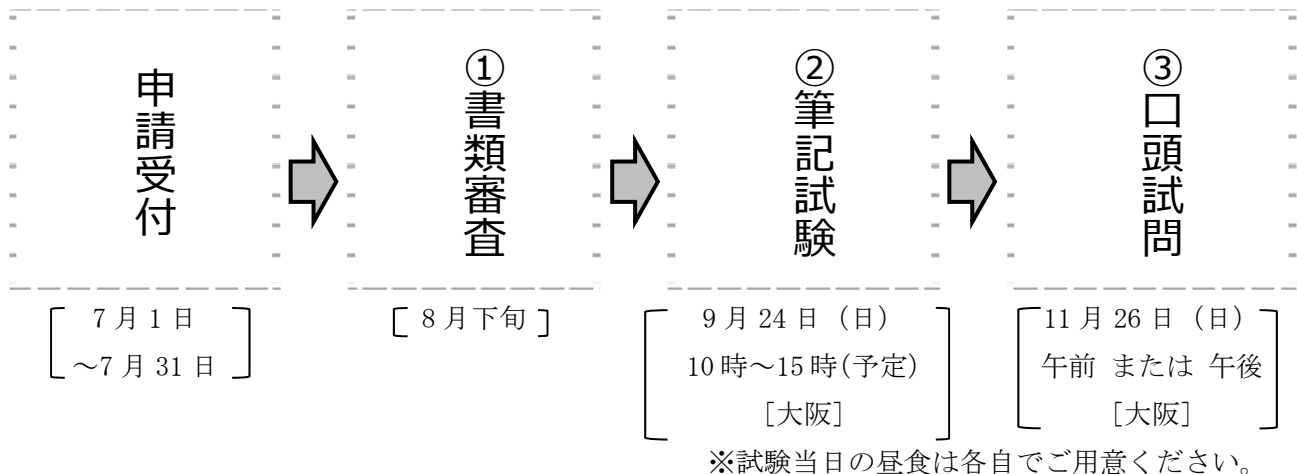 申請受付
①書類審査
②筆記試験
③口頭試問
7月1日
～7月31日
8月下旬
9月24日（日）
10時～15時(予定)
[大阪]
11月26日（日）
午前 または 午後
[大阪]
※試験当日の昼食は各自でご用意ください。